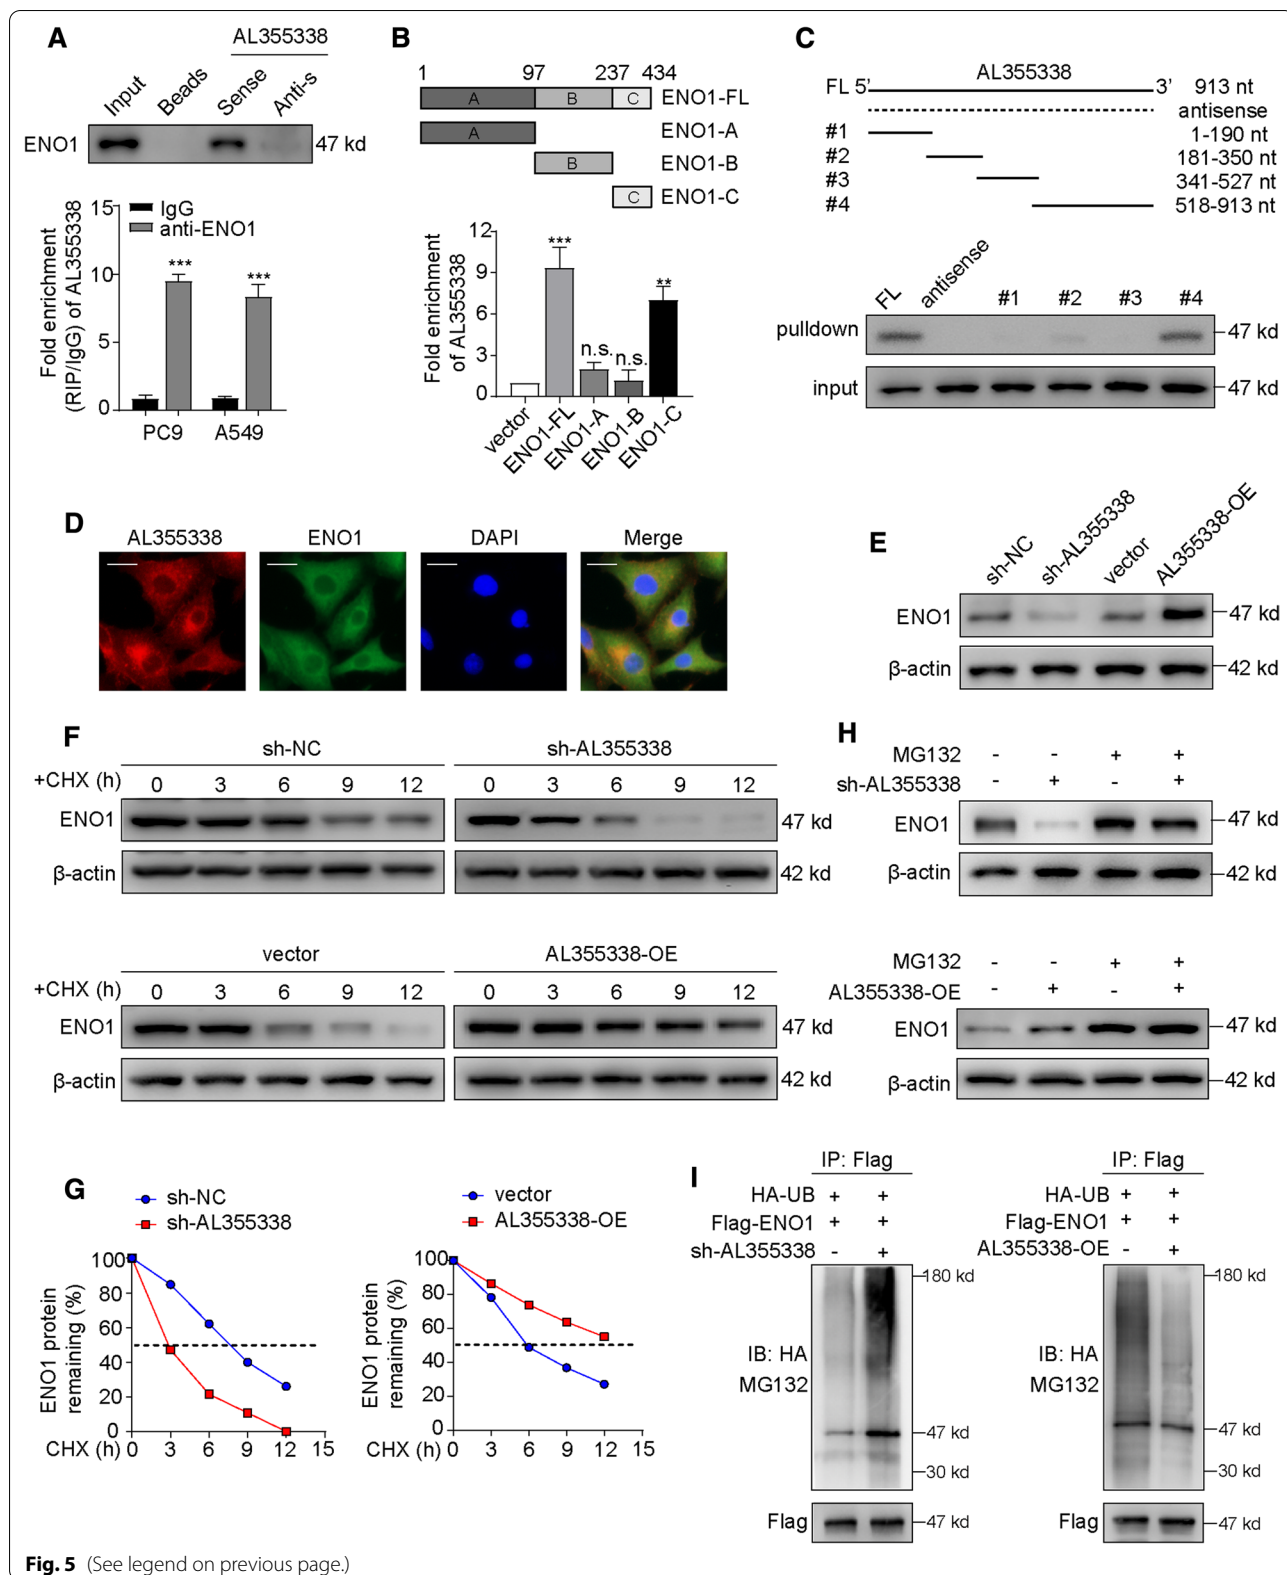 A
AL355338
Input
Beads
Sense
Anti-s
ENO1
47 kd
Fold enrichment
(RIP/IgG) of AL355338
15
10
5
0
IgG
anti-ENO1
***
***
PC9
A549
B
1
97
237
434
A
B
C
ENO1-FL
A
ENO1-A
B
ENO1-B
C
ENO1-C
Fold enrichment
of AL355338
12
9
6
3
0
***
n.s.
n.s.
**
vector
ENO1-FL
ENO1-A
ENO1-B
ENO1-C
C
AL355338
FL 5’
3’
913 nt
antisense
#1
1-190 nt
#2
181-350 nt
#3
341-527 nt
#4
518-913 nt
FL
antisense
#1
#2
#3
#4
pulldown
47 kd
input
47 kd
D
AL355338
ENO1
DAPI
Merge
E
sh-NC
sh-AL355338
vector
AL355338-OE
ENO1
47 kd
β-actin
42 kd
F
sh-NC
sh-AL355338
+CHX (h)
0 3 6 9 12
0 3 6 9 12
ENO1
47 kd
β-actin
42 kd
vector
AL355338-OE
+CHX (h)
0 3 6 9 12
0 3 6 9 12
ENO1
47 kd
β-actin
42 kd
H
MG132 - - + +
sh-AL355338 - + - +
ENO1
47 kd
β-actin
42 kd
MG132 - - + +
AL355338-OE - + - +
ENO1
47 kd
β-actin
42 kd
G
sh-NC
sh-AL355338
ENO1 protein
remaining (%)
100
80
60
40
20
0
CHX (h) 0 3 6 9 12 15
vector
AL355338-OE
ENO1 protein
remaining (%)
100
80
60
40
20
0
CHX (h) 0 3 6 9 12 15
I
IP: Flag
HA-UB + +
Flag-ENO1 + +
sh-AL355338 - +
180 kd
IB: HA
MG132
47 kd
30 kd
Flag
47 kd
IP: Flag
HA-UB + +
Flag-ENO1 + +
AL355338-OE - +
180 kd
IB: HA
MG132
47 kd
30 kd
Flag
47 kd
Fig. 5 (See legend on previous page.)